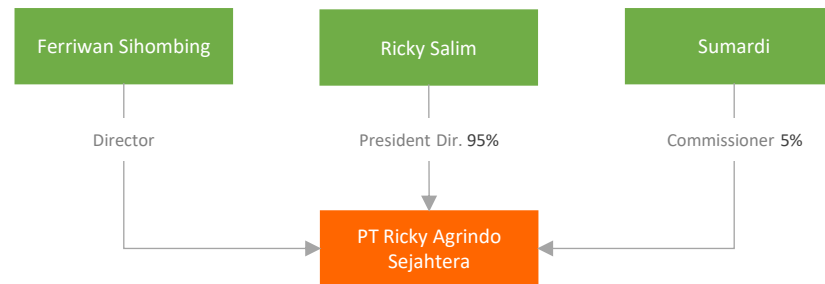 Ferriwan Sihombing
Ricky Salim
Sumardi
Director
President Dir. 95%
Commissioner 5%
PT Ricky Agrindo
Sejahtera